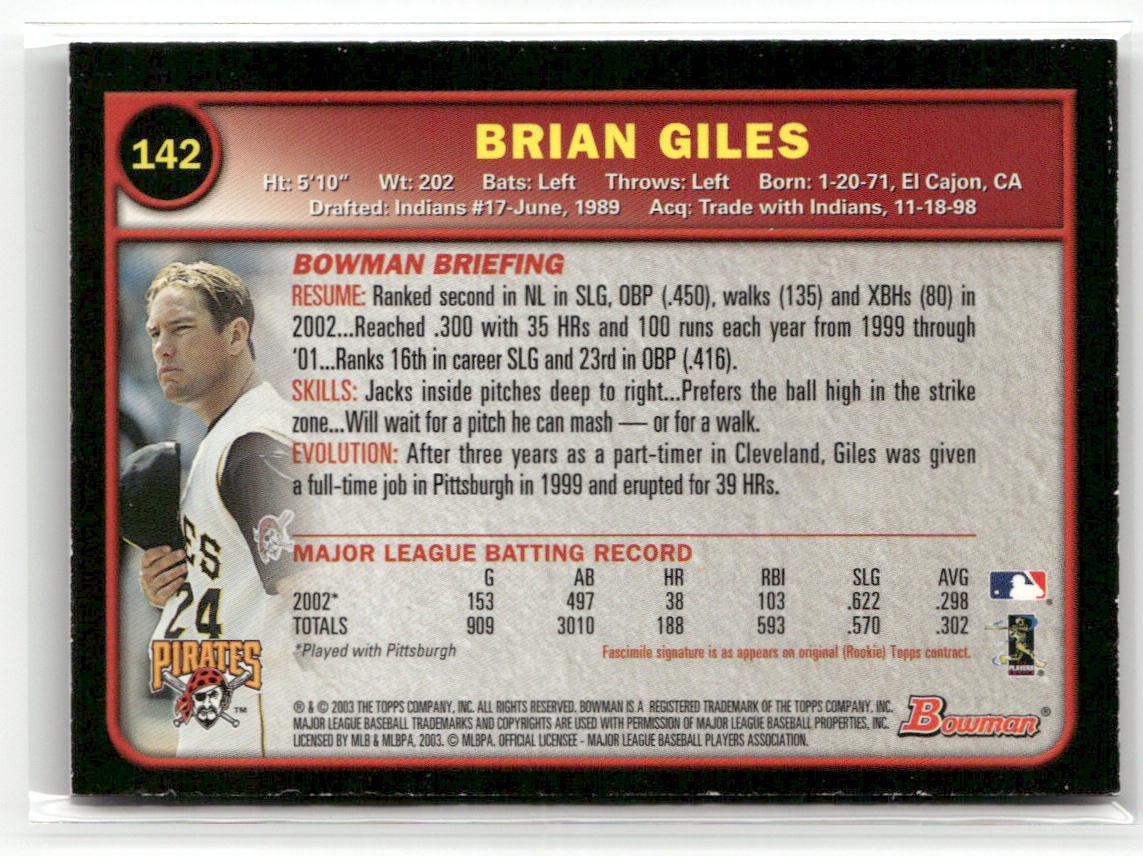 142
BRIAN GILES
Ht: 5'10" Wt: 202 Bats: Left Throws: Left Born: 1-20-71, El Cajon, CA
Drafted: Indians #17-June, 1989 Acq: Trade with Indians, 11-18-98
BOWMAN BRIEFING
RESUME: Ranked second in NL in SLG, OBP (.450), walks (135) and XBHs (80) in
2002...Reached .300 with 35 HRs and 100 runs each year from 1999 through
'01...Ranks 16th in career SLG and 23rd in OBP (.416).
SKILLS: Jacks inside pitches deep to right...Prefers the ball high in the strike
zone...Will wait for a pitch he can mash — or for a walk.
EVOLUTION: After three years as a part-timer in Cleveland, Giles was given
a full-time job in Pittsburgh in 1999 and erupted for 39 HRs.
ES
24
PIRATES
TM
MAJOR LEAGUE BATTING RECORD
G AB HR RBI SLG AVG
2002* 153 497 38 103 .622 .298
TOTALS 909 3010 188 593 .570 .302
*Played with Pittsburgh
Fascimile signature is as appears on original (Rookie) Topps contract.
PLAYERS
® & © 2003 THE TOPPS COMPANY, INC. ALL RIGHTS RESERVED. BOWMAN IS A REGISTERED TRADEMARK OF THE TOPPS COMPANY, INC.
MAJOR LEAGUE BASEBALL TRADEMARKS AND COPYRIGHTS ARE USED WITH PERMISSION OF MAJOR LEAGUE BASEBALL PROPERTIES, INC.
LICENSED BY MLB & MLBPA, 2003. © MLBPA. OFFICIAL LICENSEE - MAJOR LEAGUE BASEBALL PLAYERS ASSOCIATION.
Bowman®